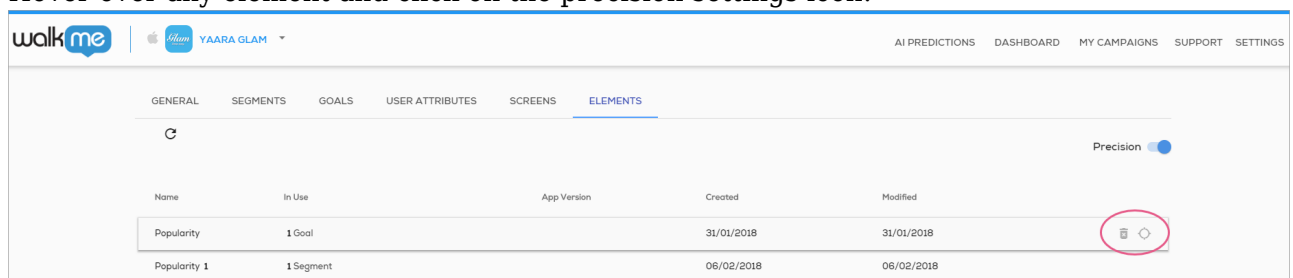 Hover over any element and click on the precision settings icon.
walkme Glam YAARA GLAM AI PREDICTIONS DASHBOARD MY CAMPAIGNS SUPPORT SETTINGS
GENERAL SEGMENTS GOALS USER ATTRIBUTES SCREENS ELEMENTS
Precision
Name In Use App Version Created Modified
Popularity 1 Goal 31/01/2018 31/01/2018
Popularity 1 1 Segment 06/02/2018 06/02/2018